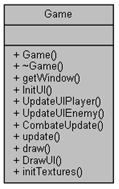 Game
+ Game()
+ ~Game()
+ getWindow()
+ InitUI()
+ UpdateUIPlayer()
+ UpdateUIEnemy()
+ CombateUpdate()
+ update()
+ draw()
+ DrawUI()
+ initTextures()